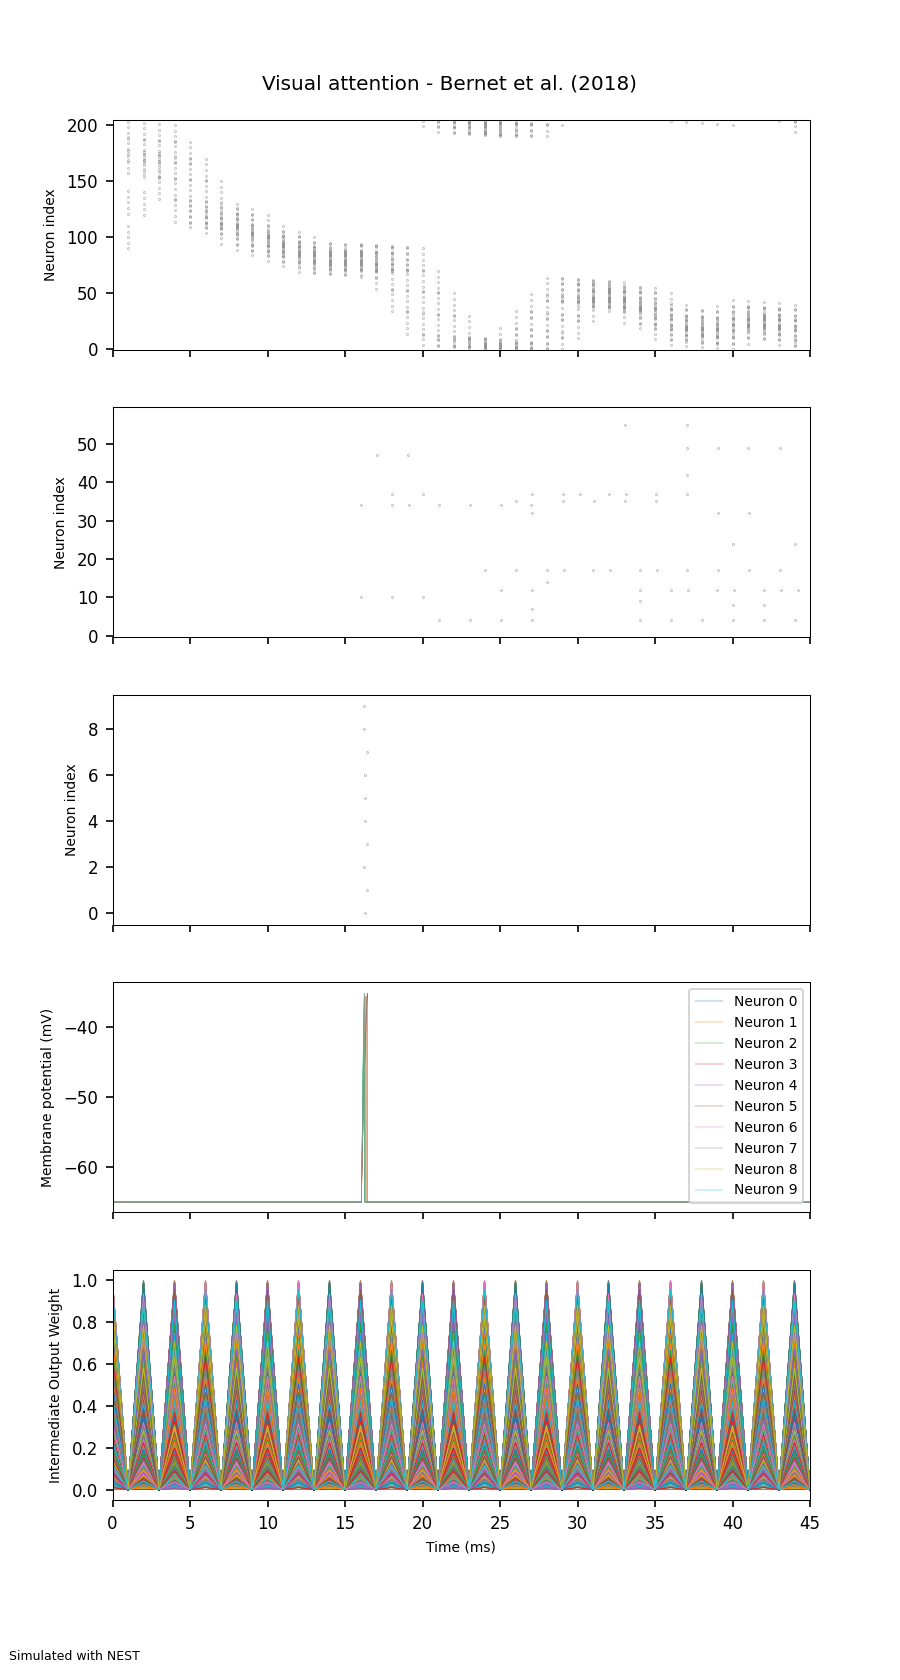 Visual attention - Bernet et al. (2018)
200
150
100
50
0
Neuron index
50
40
30
20
10
0
Neuron index
8
6
4
2
0
Neuron index
−40
−50
−60
Membrane potential (mV)
Neuron 0
Neuron 1
Neuron 2
Neuron 3
Neuron 4
Neuron 5
Neuron 6
Neuron 7
Neuron 8
Neuron 9
1.0
0.8
0.6
0.4
0.2
0.0
Intermediate Output Weight
0 5 10 15 20 25 30 35 40 45
Time (ms)
Simulated with NEST